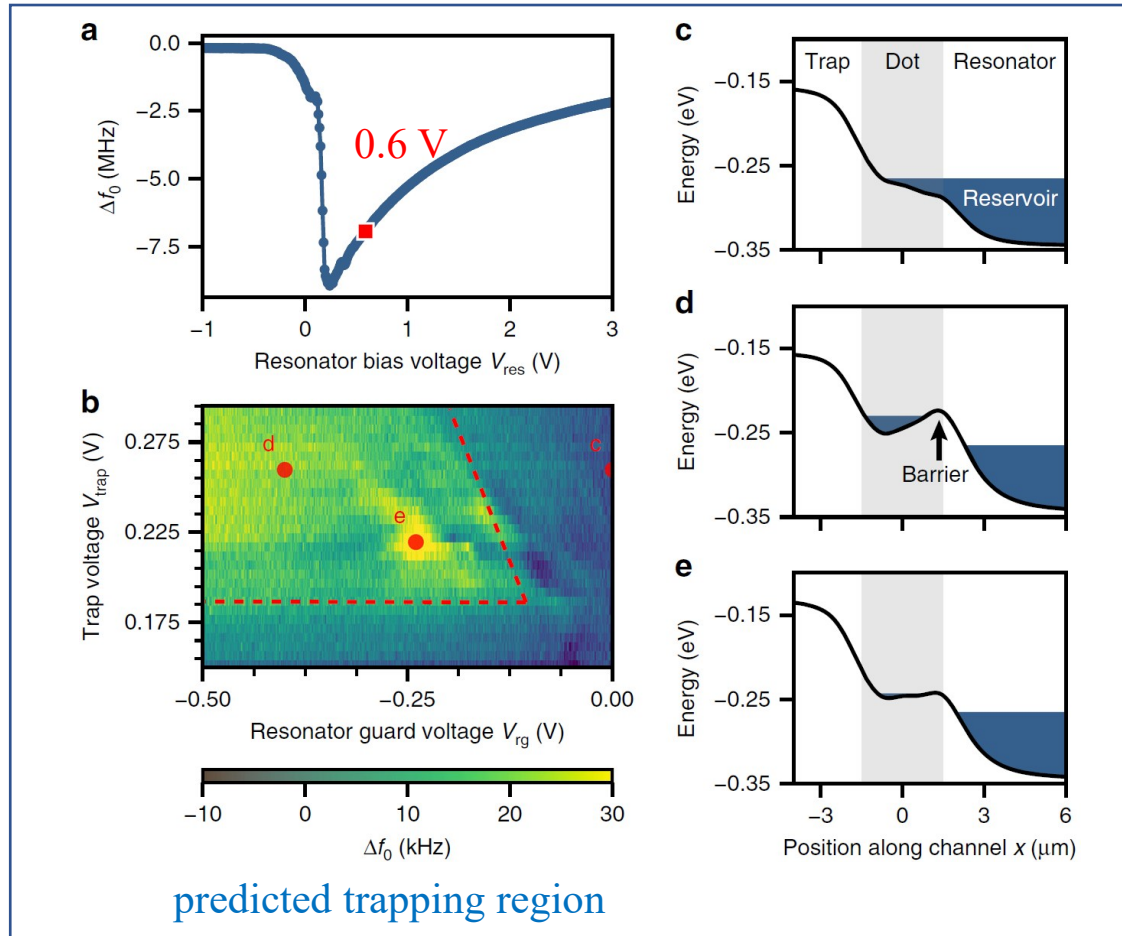 a
0.0
−2.5
−5.0
−7.5
Δf0 (MHz)
0.6 V
−1 0 1 2 3
Resonator bias voltage Vres (V)
b
0.275
0.225
0.175
Trap voltage Vtrap (V)
d
c
e
−0.50 −0.25 0.00
Resonator guard voltage Vrg (V)
−10 0 10 20 30
Δf0 (kHz)
predicted trapping region
c
Trap Dot Resonator
−0.15
−0.25
−0.35
Energy (eV)
Reservoir
d
−0.15
−0.25
−0.35
Energy (eV)
Barrier
e
−0.15
−0.25
−0.35
Energy (eV)
−3 0 3 6
Position along channel x (μm)